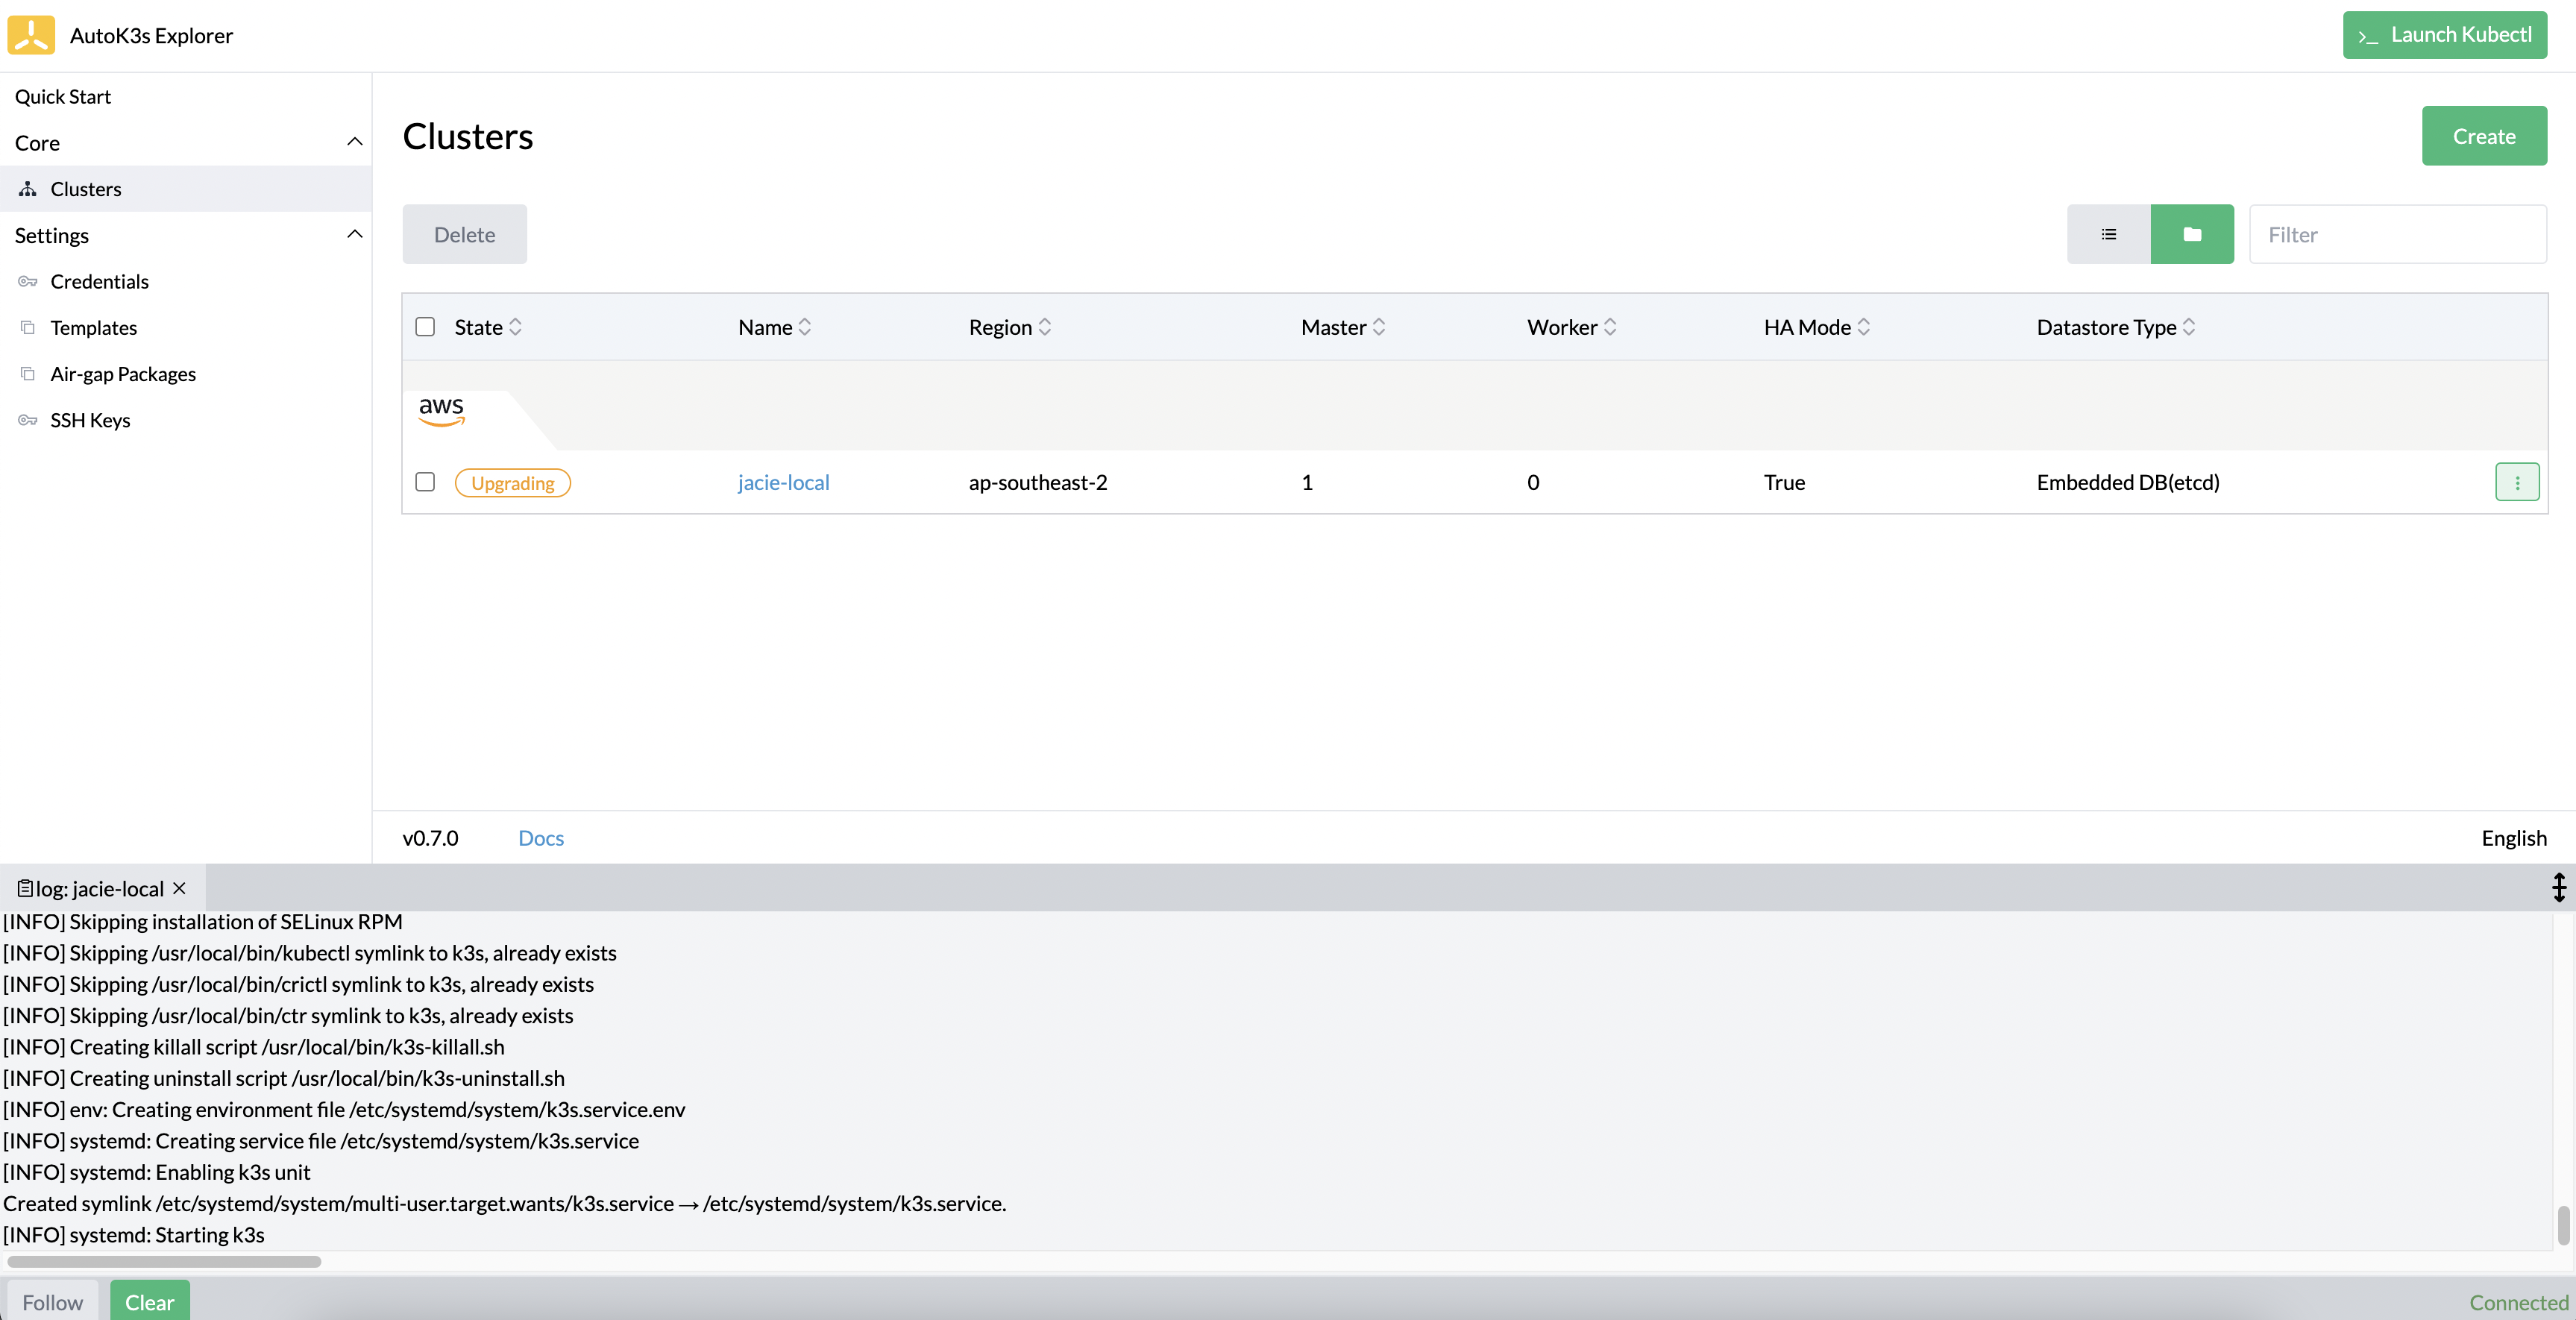 AutoK3s Explorer
>_ Launch Kubectl
Quick Start
Core
Clusters
Settings
Credentials
Templates
Air-gap Packages
SSH Keys
Clusters
Create
Delete
Filter
State Name Region Master Worker HA Mode Datastore Type
aws
Upgrading jacie-local ap-southeast-2 1 0 True Embedded DB(etcd)
v0.7.0 Docs English
log: jacie-local
[INFO] Skipping installation of SELinux RPM
[INFO] Skipping /usr/local/bin/kubectl symlink to k3s, already exists
[INFO] Skipping /usr/local/bin/crictl symlink to k3s, already exists
[INFO] Skipping /usr/local/bin/ctr symlink to k3s, already exists
[INFO] Creating killall script /usr/local/bin/k3s-killall.sh
[INFO] Creating uninstall script /usr/local/bin/k3s-uninstall.sh
[INFO] env: Creating environment file /etc/systemd/system/k3s.service.env
[INFO] systemd: Creating service file /etc/systemd/system/k3s.service
[INFO] systemd: Enabling k3s unit
Created symlink /etc/systemd/system/multi-user.target.wants/k3s.service → /etc/systemd/system/k3s.service.
[INFO] systemd: Starting k3s
Follow Clear Connected